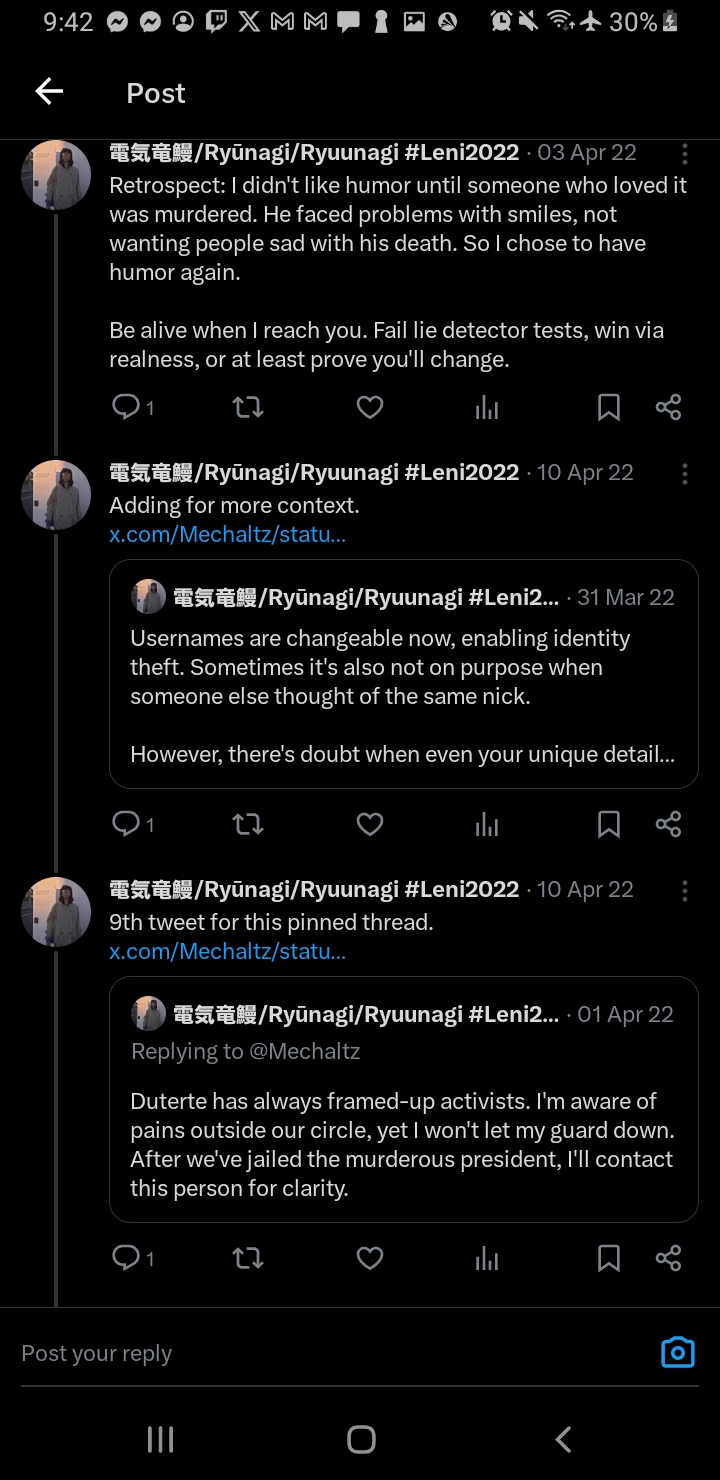 9:42
30%
Post
電気竜鰻/Ryūnagi/Ryuunagi #Leni2022 · 03 Apr 22
Retrospect: I didn't like humor until someone who loved it
was murdered. He faced problems with smiles, not
wanting people sad with his death. So I chose to have
humor again.
Be alive when I reach you. Fail lie detector tests, win via
realness, or at least prove you'll change.
1
電気竜鰻/Ryūnagi/Ryuunagi #Leni2022 · 10 Apr 22
Adding for more context.
x.com/Mechaltz/statu...
電気竜鰻/Ryūnagi/Ryuunagi #Leni2... · 31 Mar 22
Usernames are changeable now, enabling identity
theft. Sometimes it's also not on purpose when
someone else thought of the same nick.
However, there's doubt when even your unique detail...
1
電気竜鰻/Ryūnagi/Ryuunagi #Leni2022 · 10 Apr 22
9th tweet for this pinned thread.
x.com/Mechaltz/statu...
電気竜鰻/Ryūnagi/Ryuunagi #Leni2... · 01 Apr 22
Replying to @Mechaltz
Duterte has always framed-up activists. I'm aware of
pains outside our circle, yet I won't let my guard down.
After we've jailed the murderous president, I'll contact
this person for clarity.
1
Post your reply